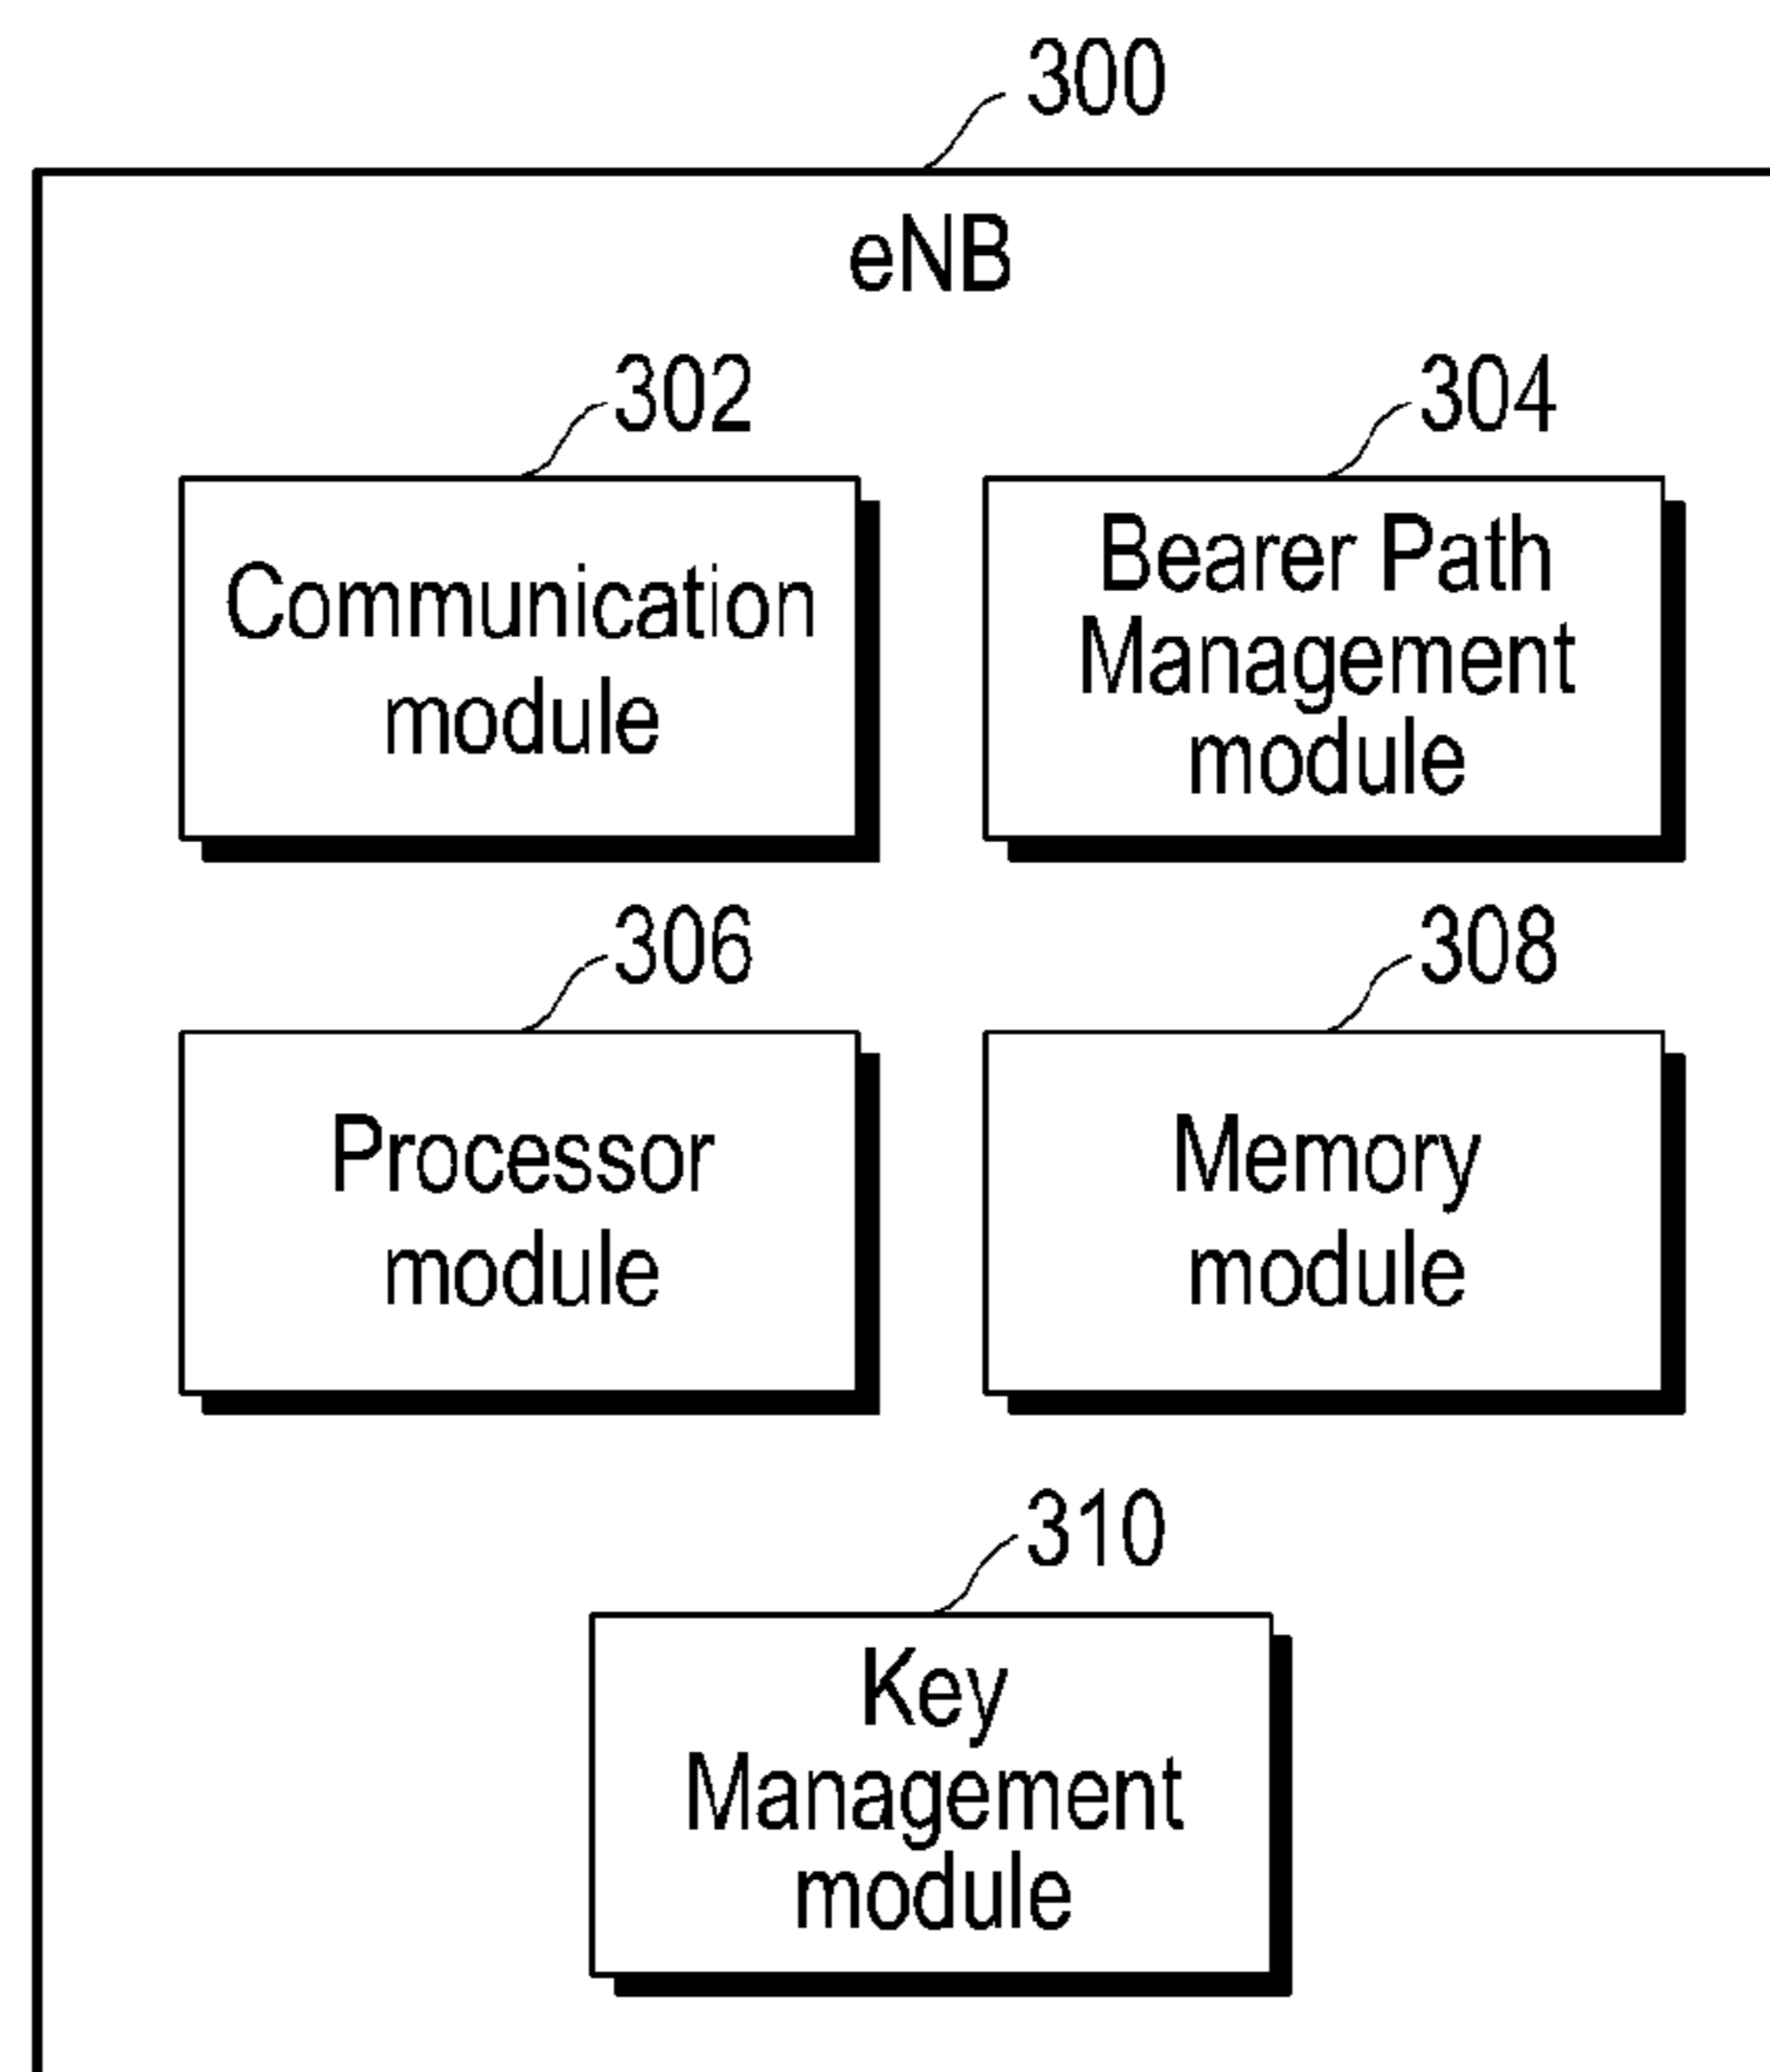 300
eNB
302
304
Communication
module
Bearer Path
Management
module
306
308
Processor
module
Memory
module
310
Key
Management
module